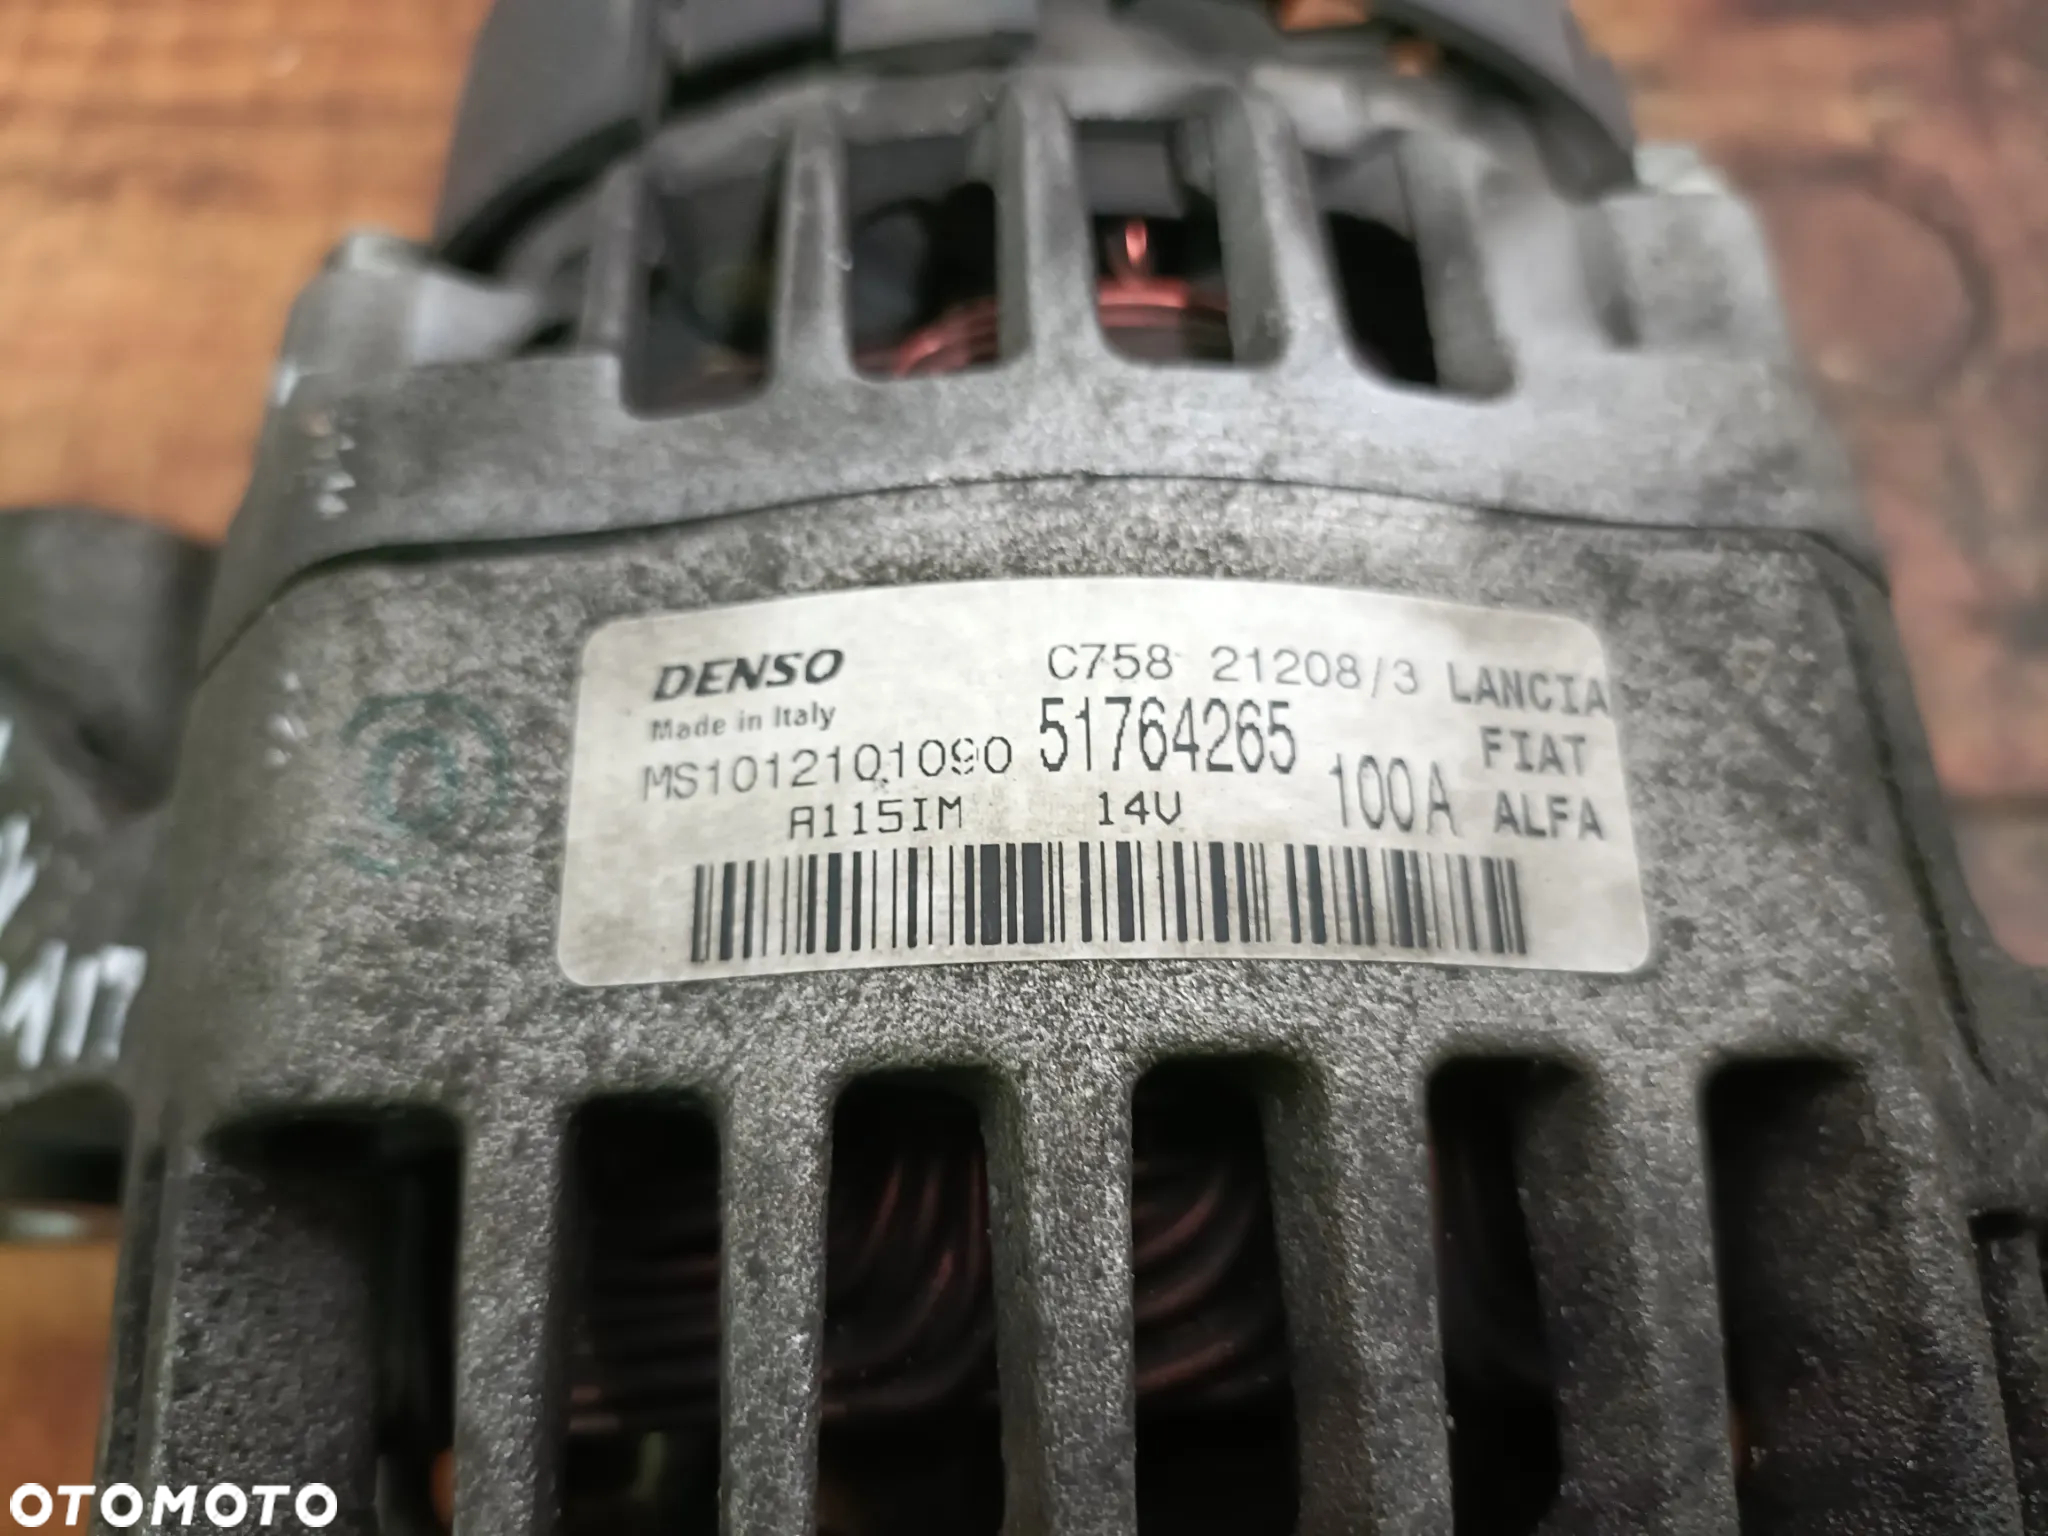 DENSO C758 21208/3 LANCIA
Made in Italy 51764265 FIAT
MS1012101090 100A
A115IM 14V ALFA
OTOMOTO